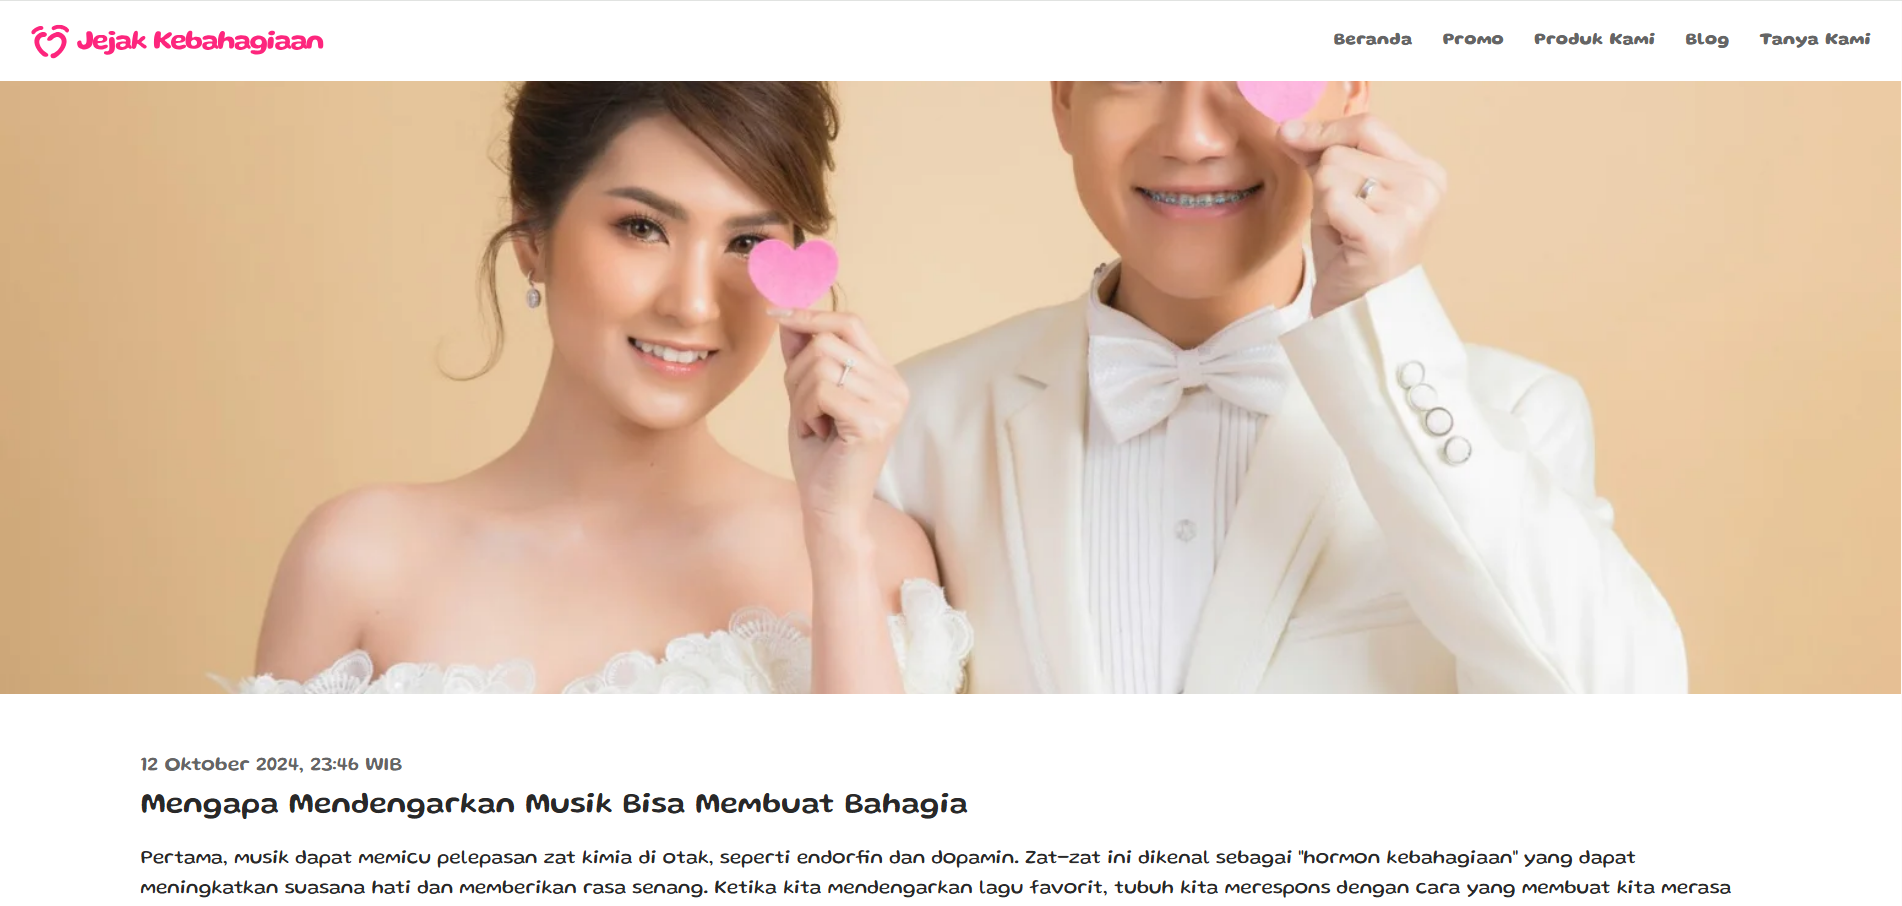 Jejak Kebahagiaan
Beranda Promo Produk Kami Blog Tanya Kami
12 Oktober 2024, 23:46 WIB
Mengapa Mendengarkan Musik Bisa Membuat Bahagia
Pertama, musik dapat memicu pelepasan zat kimia di otak, seperti endorfin dan dopamin. Zat-zat ini dikenal sebagai "hormon kebahagiaan" yang dapat
meningkatkan suasana hati dan memberikan rasa senang. Ketika kita mendengarkan lagu favorit, tubuh kita merespons dengan cara yang membuat kita merasa